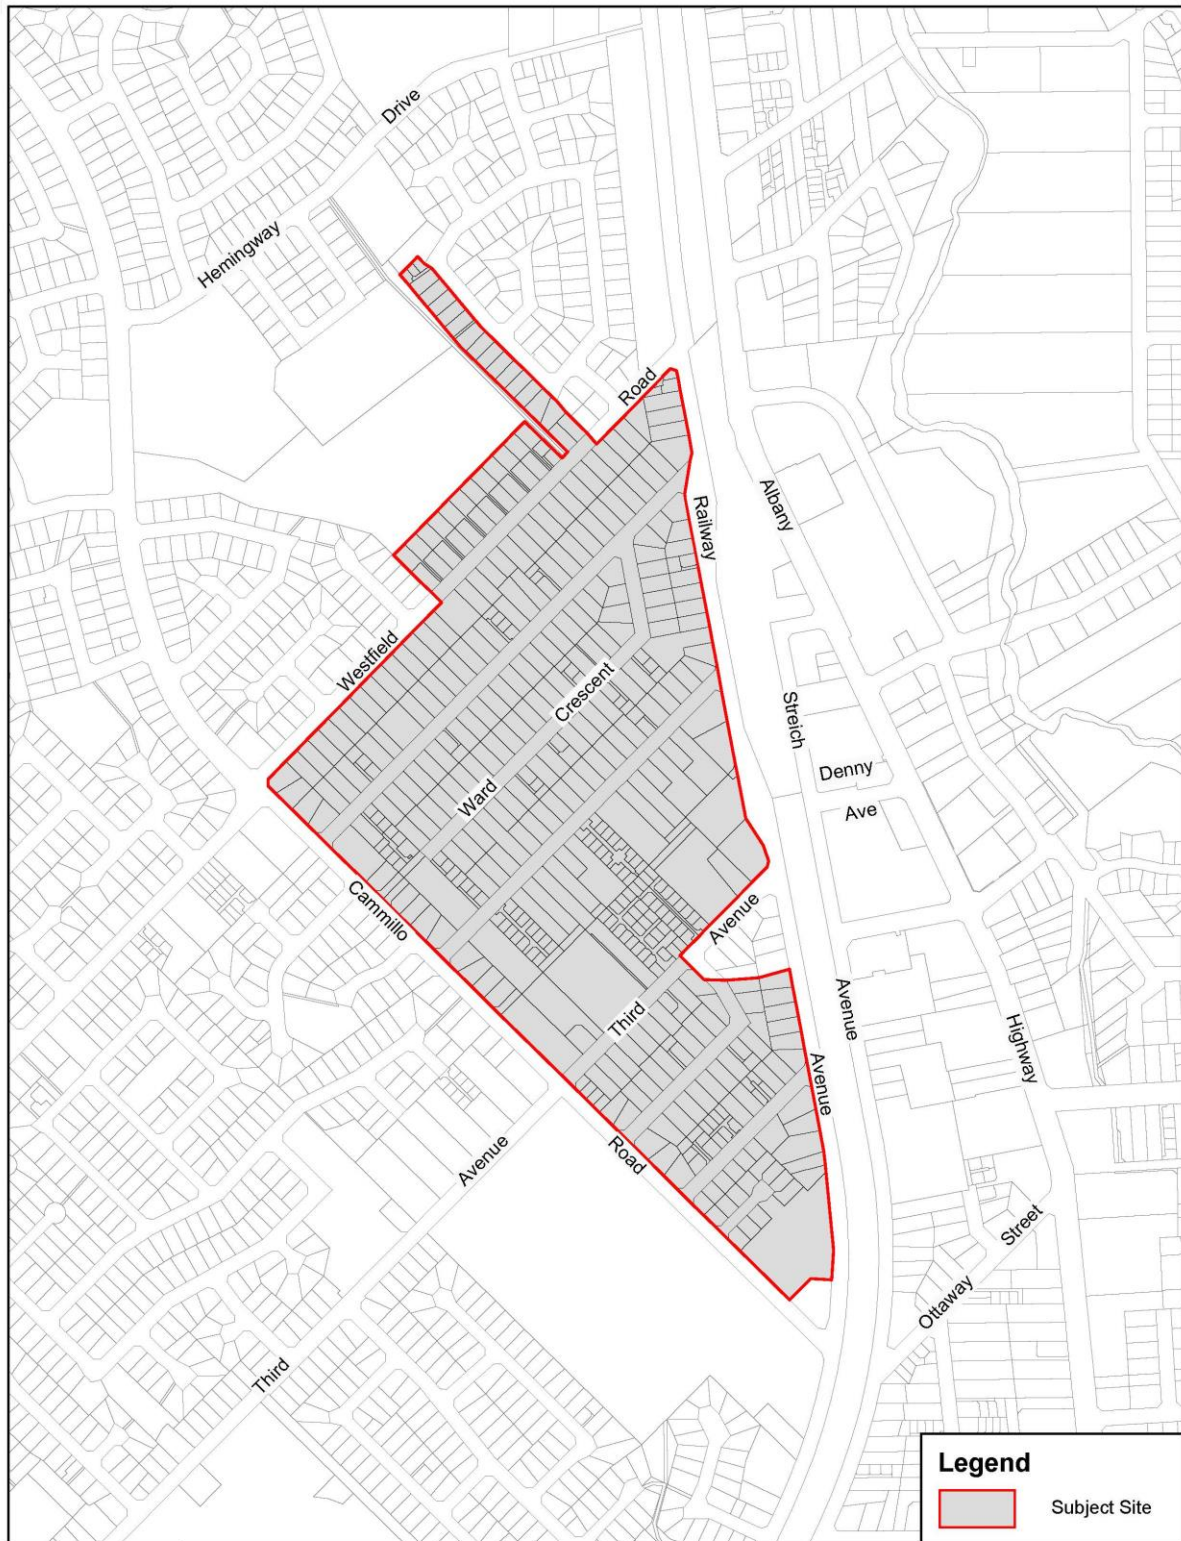 Drive
Hemingway
Road
Albany
Railway
Westfield
Crescent
Streich
Denny
Ward
Ave
Cammillo
Avenue
Third
Avenue
Highway
Avenue
Road
Avenue
Street
Ottaway
Third
Legend
Subject Site